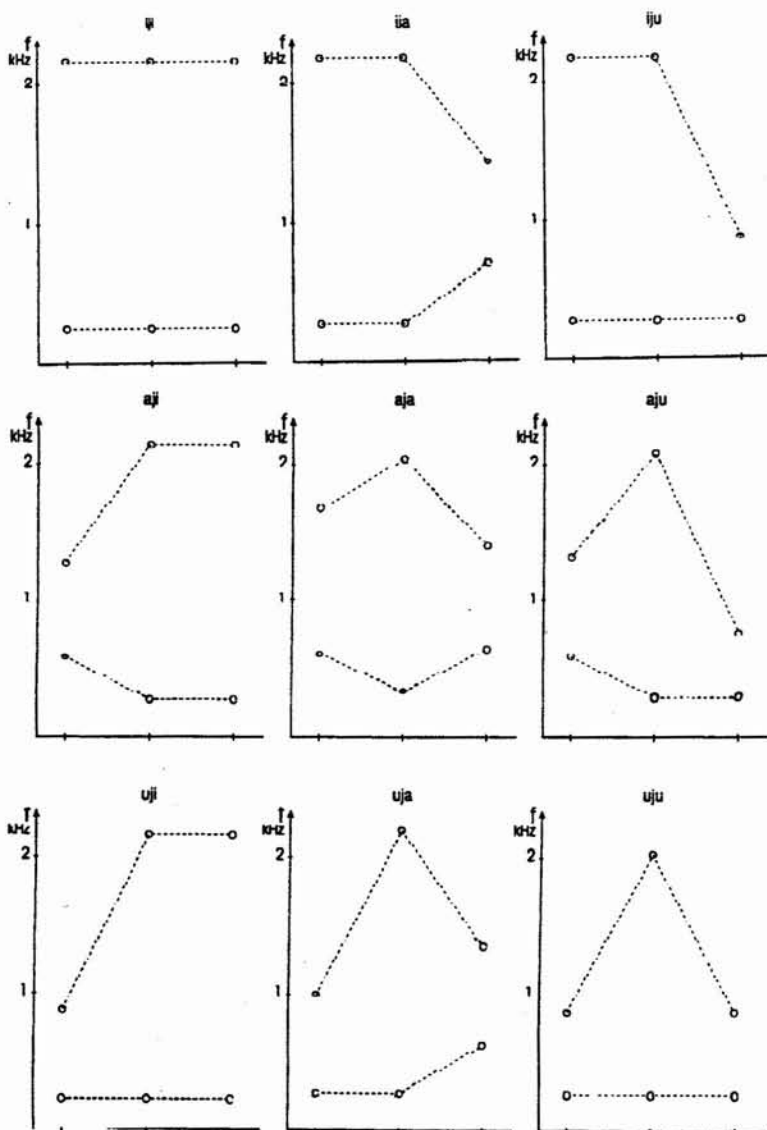 iji ija iju
f f f
kHz kHz kHz
2 2 2
1 1 1
aji aja aju
f f f
kHz kHz kHz
2 2 2
1 1 1
uji uja uju
f f f
kHz kHz kHz
2 2 2
1 1 1